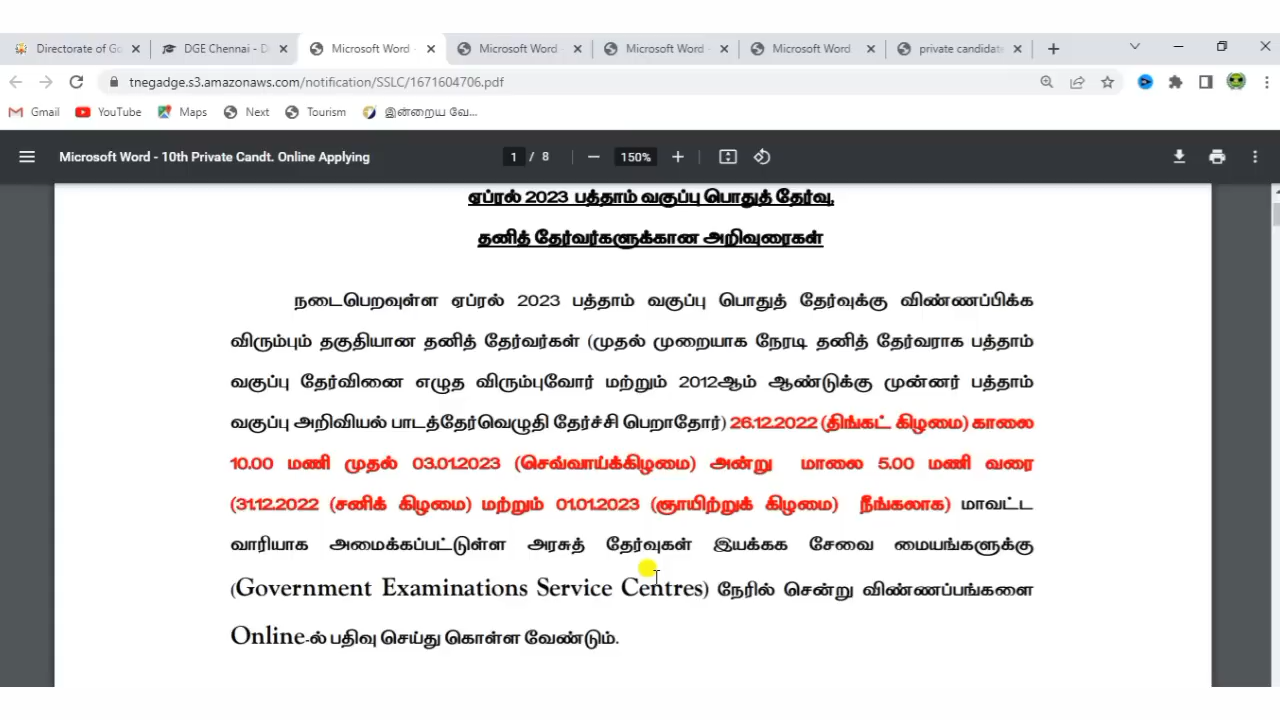 Directorate of Go
DGE Chennai - D
Microsoft Word -
Microsoft Word -
Microsoft Word -
Microsoft Word
private candidate
tnegadge.s3.amazonaws.com/notification/SSLC/1671604706.pdf
Gmail
YouTube
Maps
Next
Tourism
இன்றைய வே...
Microsoft Word - 10th Private Candt. Online Applying
1 / 8
150%
ஏப்ரல் 2023 பத்தாம் வகுப்பு பொதுத் தேர்வு,
தனித் தேர்வர்களுக்கான அறிவுரைகள்
நடைபெறவுள்ள ஏப்ரல் 2023 பத்தாம் வகுப்பு பொதுத் தேர்வுக்கு விண்ணப்பிக்க
விரும்பும் தகுதியான தனித் தேர்வர்கள் (முதல் முறையாக நேரடி தனித் தேர்வராக பத்தாம்
வகுப்பு தேர்வினை எழுத விரும்புவோர் மற்றும் 2012ஆம் ஆண்டுக்கு முன்னர் பத்தாம்
வகுப்பு அறிவியல் பாடத்தேர்வெழுதி தேர்ச்சி பெறாதோர்) 26.12.2022 (திங்கட் கிழமை) காலை
10.00 மணி முதல் 03.01.2023 (செவ்வாய்க்கிழமை) அன்று மாலை 5.00 மணி வரை
(31.12.2022 (சனிக் கிழமை) மற்றும் 01.01.2023 (ஞாயிற்றுக் கிழமை) நீங்கலாக) மாவட்ட
வாரியாக அமைக்கப்பட்டுள்ள அரசுத் தேர்வுகள் இயக்கக சேவை மையங்களுக்கு
(Government Examinations Service Centres) நேரில் சென்று விண்ணப்பங்களை
Online-ல் பதிவு செய்து கொள்ள வேண்டும்.